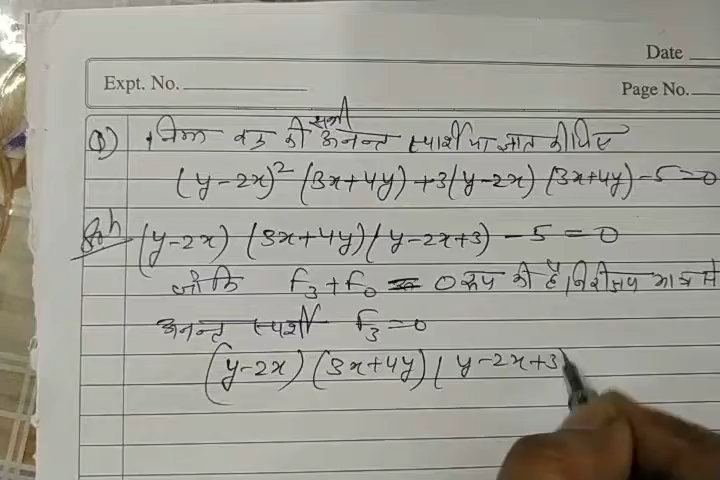 Date
Expt. No.
Page No.
सभी
Q) निम्न वक्र की अनन्त स्पर्शियां ज्ञात कीजिए
(y-2x)² (3x+4y) +3(y-2x) (3x+4y) -5=0
Solⁿ (y-2x) (3x+4y) (y-2x+3) - 5 = 0
जोकि F₃+F₀ = 0 रूप की है, निरीक्षण मात्र से
अनन्त स्पर्शी F₃=0
(y-2x) (3x+4y) ( y-2x+3)